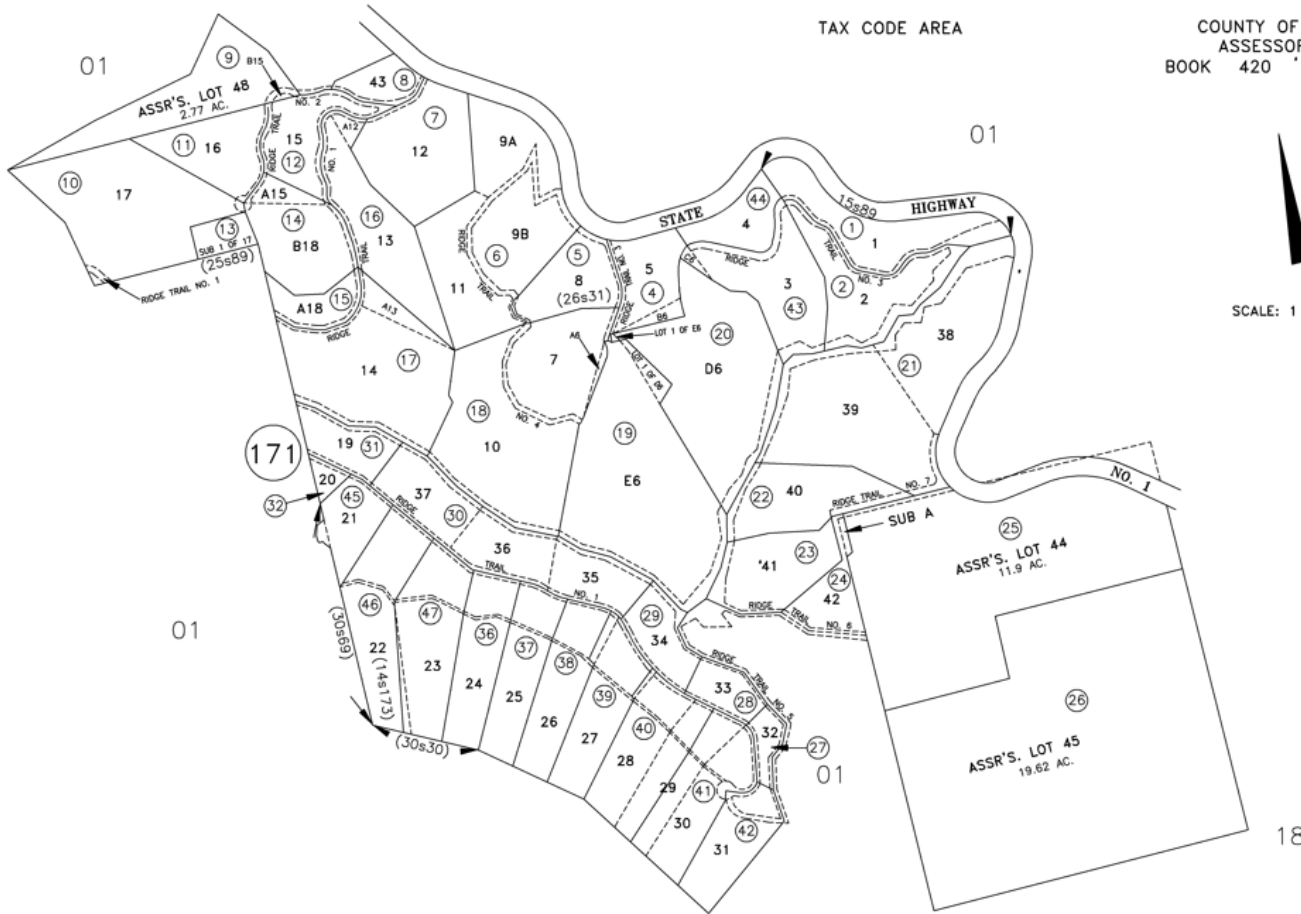 TAX CODE AREA
COUNTY OF
ASSESSOR
BOOK 420
01
9
B15
ASSR'S. LOT 48
2.77 AC.
43
8
NO. 2
7
12
A12
9A
01
11
16
15
RIDGE TRAIL
12
NO. 1
10
17
A15
14
B18
13
SUB 1 OF 17
(25s89)
RIDGE TRAIL NO. 1
16
13
TRAIL
RIDGE
6
9B
TRAIL
11
5
8
(26s31)
5
4
TRAIL NO. 3
RIDGE
B6
STATE
44
4
RIDGE
C6
15s89
HIGHWAY
1
1
TRAIL
NO. 3
2
2
3
43
SCALE: 1
A18
15
A13
RIDGE
14
17
A6
LOT 1 OF E6
LOT 1 OF D6
7
NO. 4
20
D6
38
21
39
18
10
19
E6
171
19
31
20
32
45
21
RIDGE
37
30
36
TRAIL
NO. 1
35
22
40
RIDGE TRAIL NO. 7
SUB A
NO. 1
23
'41
24
42
RIDGE TRAIL NO. 6
25
ASSR'S. LOT 44
11.9 AC.
01
(30s69)
46
22
(14s173)
47
23
36
24
37
25
38
26
39
27
40
28
29
34
RIDGE TRAIL NO. 5
33
28
32
27
01
29
41
30
42
31
(30s30)
26
ASSR'S. LOT 45
19.62 AC.
18